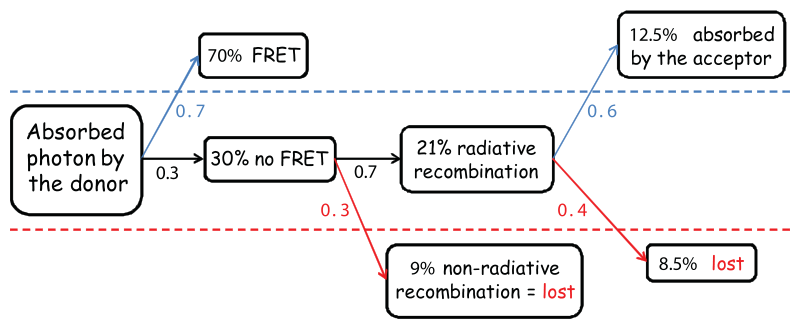 70% FRET
12.5% absorbed
by the acceptor
0.7
0.6
Absorbed
photon by
the donor
0.3
30% no FRET
0.7
21% radiative
recombination
0.3
0.4
9% non-radiative
recombination = lost
8.5% lost